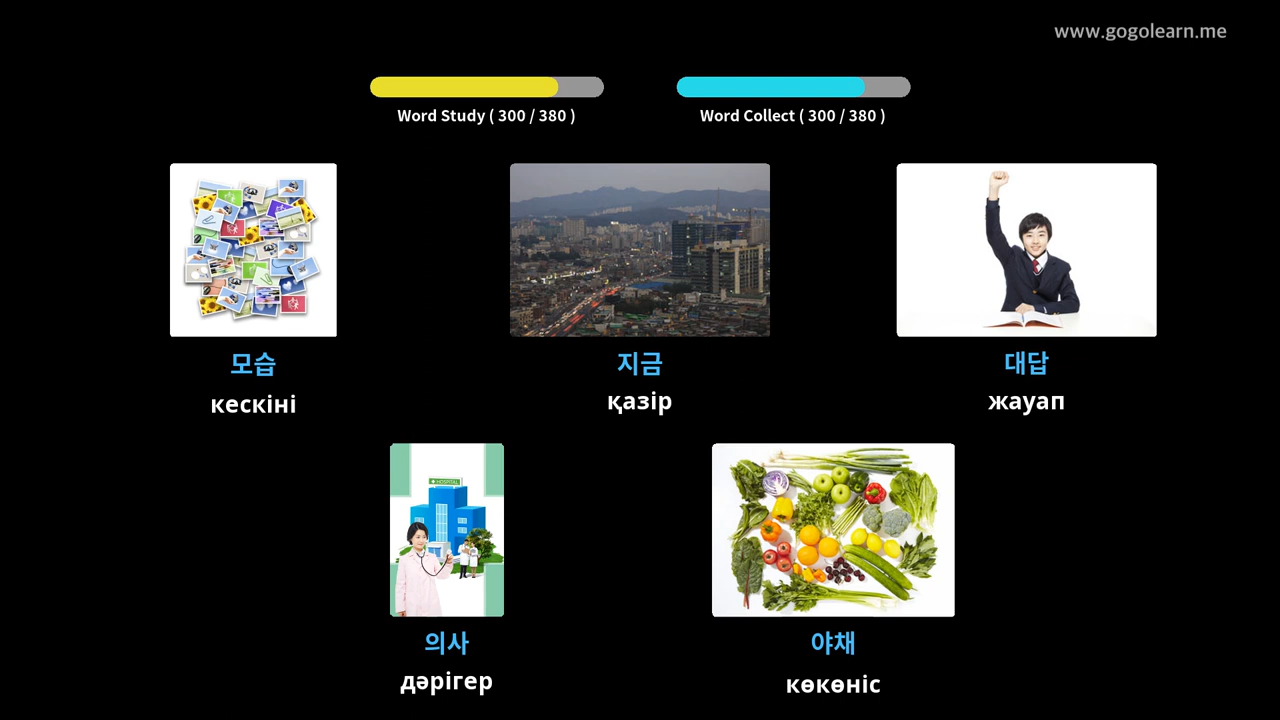 www.gogolearn.me
Word Study ( 300 / 380 )
Word Collect ( 300 / 380 )
모습
지금
대답
кескіні
қазір
жауап
HOSPITAL
의사
야채
дәрігер
көкөніс